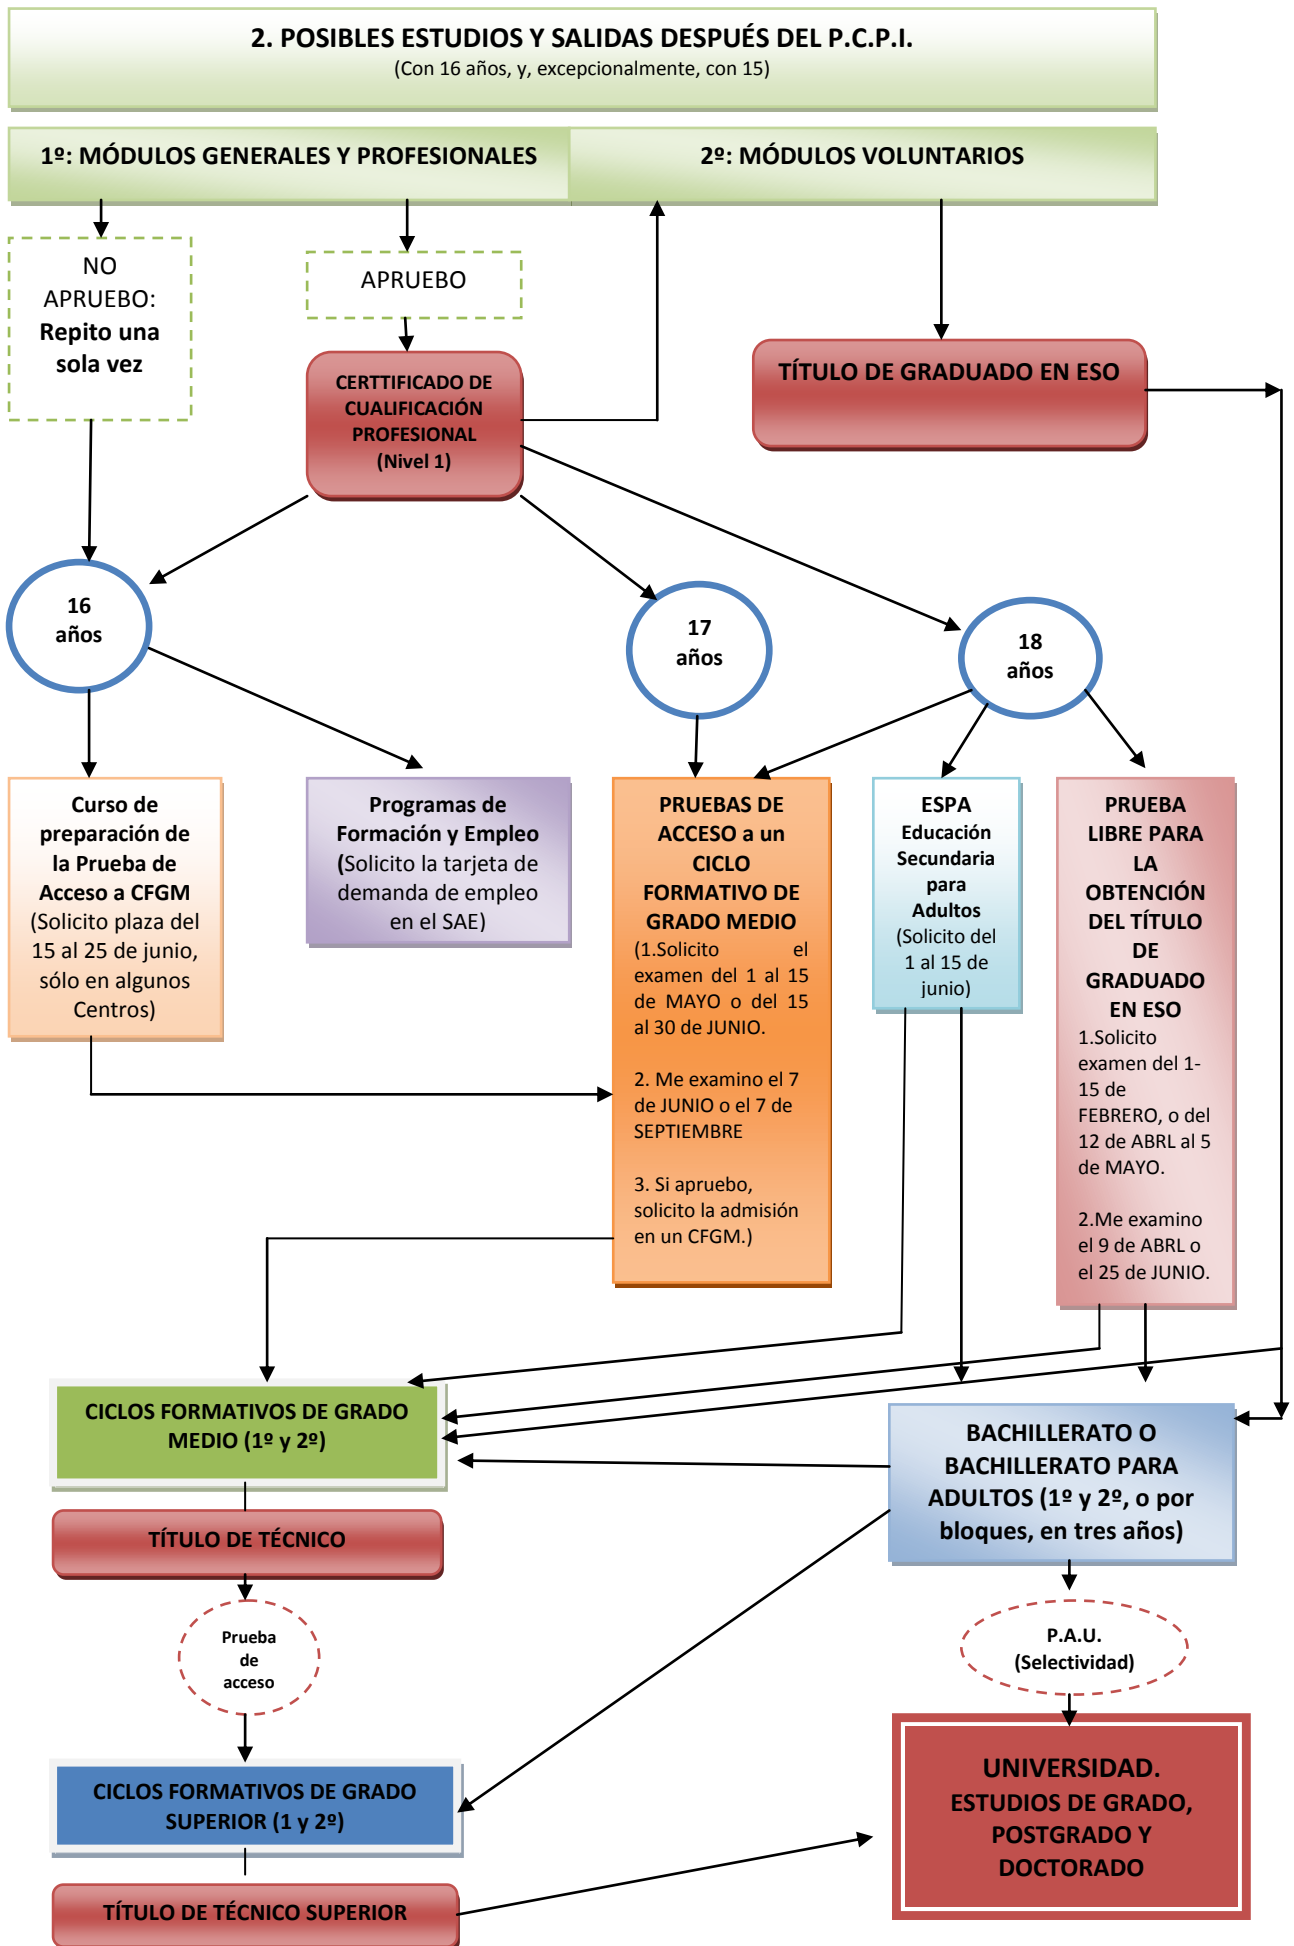 2. POSIBLES ESTUDIOS Y SALIDAS DESPUÉS DEL P.C.P.I.
(Con 16 años, y, excepcionalmente, con 15)
1º: MÓDULOS GENERALES Y PROFESIONALES
2º: MÓDULOS VOLUNTARIOS
NO
APRUEBO:
Repito una
sola vez
APRUEBO
CERTTIFICADO DE
CUALIFICACIÓN
PROFESIONAL
(Nivel 1)
TÍTULO DE GRADUADO EN ESO
16
años
17
años
18
años
Curso de
preparación de
la Prueba de
Acceso a CFGM
(Solicito plaza del
15 al 25 de junio,
sólo en algunos
Centros)
Programas de
Formación y Empleo
(Solicito la tarjeta de
demanda de empleo
en el SAE)
PRUEBAS DE
ACCESO a un
CICLO
FORMATIVO DE
GRADO MEDIO
(1.Solicito el
examen del 1 al 15
de MAYO o del 15
al 30 de JUNIO.
2. Me examino el 7
de JUNIO o el 7 de
SEPTIEMBRE
3. Si apruebo,
solicito la admisión
en un CFGM.)
ESPA
Educación
Secundaria
para
Adultos
(Solicito del
1 al 15 de
junio)
PRUEBA
LIBRE PARA
LA
OBTENCIÓN
DEL TÍTULO
DE
GRADUADO
EN ESO
1.Solicito
examen del 1-
15 de
FEBRERO, o del
12 de ABRL al 5
de MAYO.
2.Me examino
el 9 de ABRL o
el 25 de JUNIO.
CICLOS FORMATIVOS DE GRADO
MEDIO (1º y 2º)
BACHILLERATO O
BACHILLERATO PARA
ADULTOS (1º y 2º, o por
bloques, en tres años)
TÍTULO DE TÉCNICO
Prueba
de
acceso
P.A.U.
(Selectividad)
CICLOS FORMATIVOS DE GRADO
SUPERIOR (1 y 2º)
UNIVERSIDAD.
ESTUDIOS DE GRADO,
POSTGRADO Y
DOCTORADO
TÍTULO DE TÉCNICO SUPERIOR